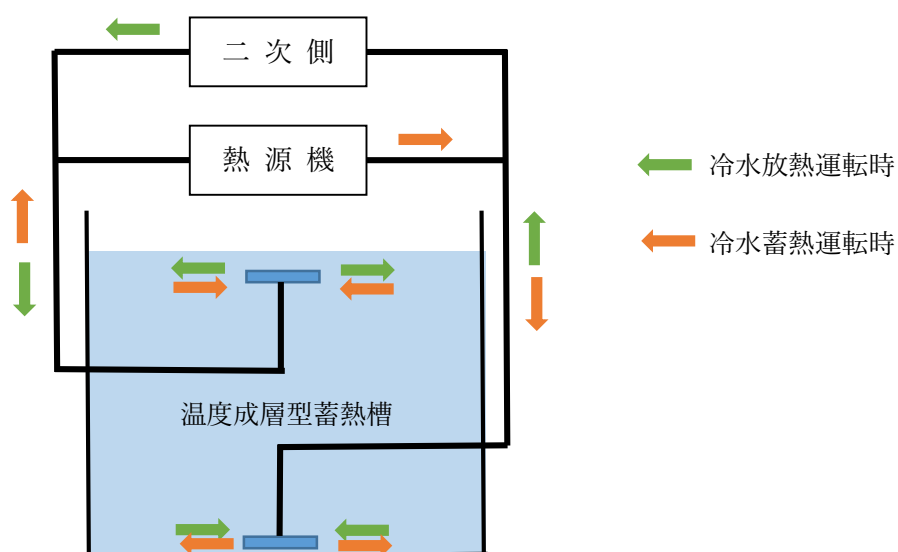 二 次 側
熱 源 機
冷水放熱運転時
冷水蓄熱運転時
温度成層型蓄熱槽